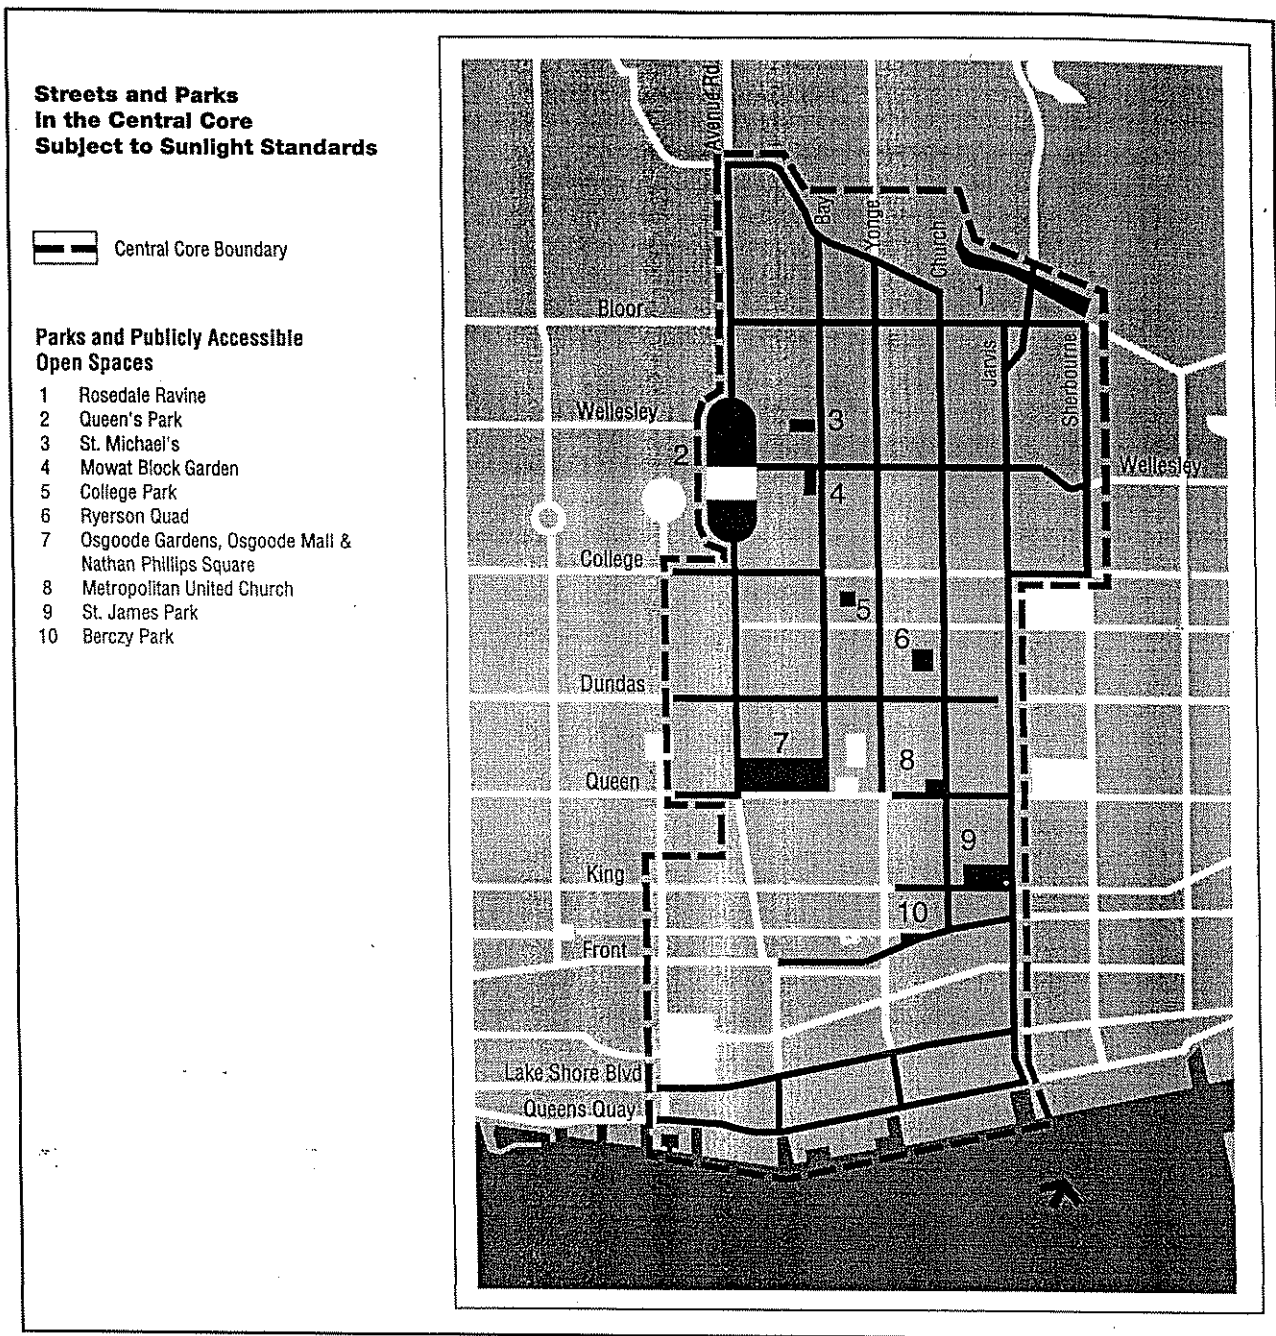 Streets and Parks
in the Central Core
Subject to Sunlight Standards
Central Core Boundary
Parks and Publicly Accessible
Open Spaces
1 Rosedale Ravine
2 Queen's Park
3 St. Michael's
4 Mowat Block Garden
5 College Park
6 Ryerson Quad
7 Osgoode Gardens, Osgoode Mall &
Nathan Phillips Square
8 Metropolitan United Church
9 St. James Park
10 Berczy Park
Avenue Rd.
Bay
Yonge
Church
1
Bloor
Jarvis
Sherbourne
Wellesley
3
2
Wellesley
4
College
5
6
Dundas
7
8
Queen
9
King
10
Front
Lake Shore Blvd
Queens Quay